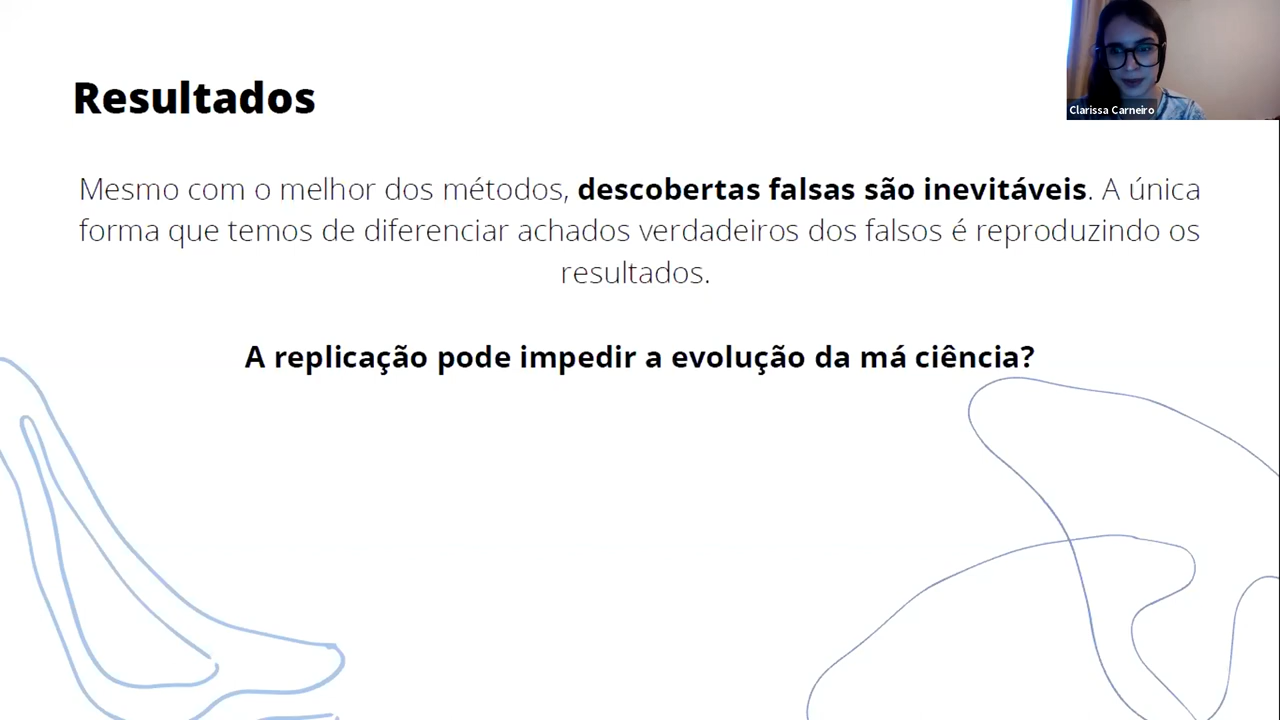 Resultados
Clarissa Carneiro
Mesmo com o melhor dos métodos, descobertas falsas são inevitáveis. A única
forma que temos de diferenciar achados verdadeiros dos falsos é reproduzindo os
resultados.
A replicação pode impedir a evolução da má ciência?